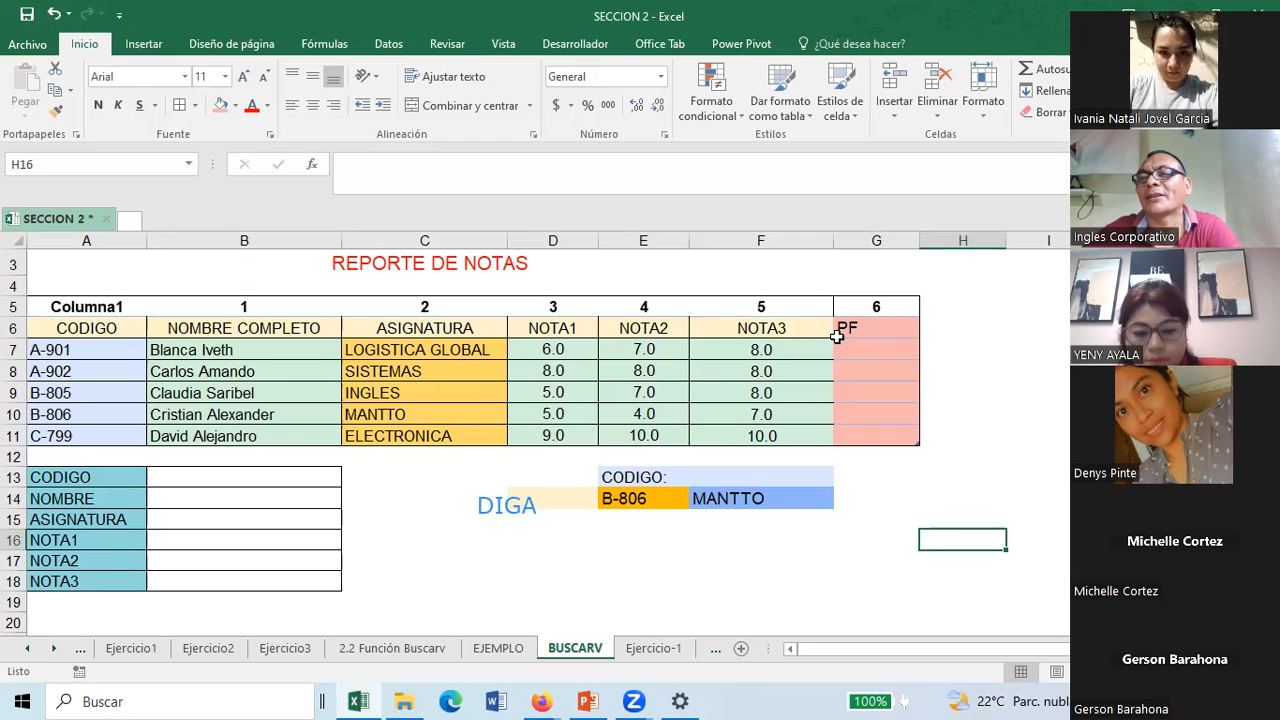 SECCION 2 - Excel
Archivo Inicio Insertar Diseño de página Fórmulas Datos Revisar Vista Desarrollador Office Tab Power Pivot ¿Qué desea hacer?
Pegar
Arial 11
N K S
Ajustar texto
Combinar y centrar
General
$ % 000
Formato condicional
Dar formato como tabla
Estilos de celda
Insertar
Eliminar
Formato
Autosu
Rellena
Borrar
Portapapeles Fuente Alineación Número Estilos Celdas
H16 fx
SECCION 2 *
A B C D E F G H I
3 REPORTE DE NOTAS
4
5 Columna1 1 2 3 4 5 6
6 CODIGO NOMBRE COMPLETO ASIGNATURA NOTA1 NOTA2 NOTA3 PF
7 A-901 Blanca Iveth LOGISTICA GLOBAL 6.0 7.0 8.0
8 A-902 Carlos Amando SISTEMAS 8.0 8.0 8.0
9 B-805 Claudia Saribel INGLES 5.0 7.0 8.0
10 B-806 Cristian Alexander MANTTO 5.0 4.0 7.0
11 C-799 David Alejandro ELECTRONICA 9.0 10.0 10.0
12
13 CODIGO CODIGO:
14 NOMBRE DIGA B-806 MANTTO
15 ASIGNATURA
16 NOTA1
17 NOTA2
18 NOTA3
19
20
... Ejercicio1 Ejercicio2 Ejercicio3 2.2 Función Buscarv EJEMPLO BUSCARV Ejercicio-1 ...
Listo
Buscar
100%
22°C Parc. nubl
Ivania Natali Jovel Garcia
Ingles Corporativo
BE
YENY AYALA
Denys Pinte
Michelle Cortez
Michelle Cortez
Gerson Barahona
Gerson Barahona